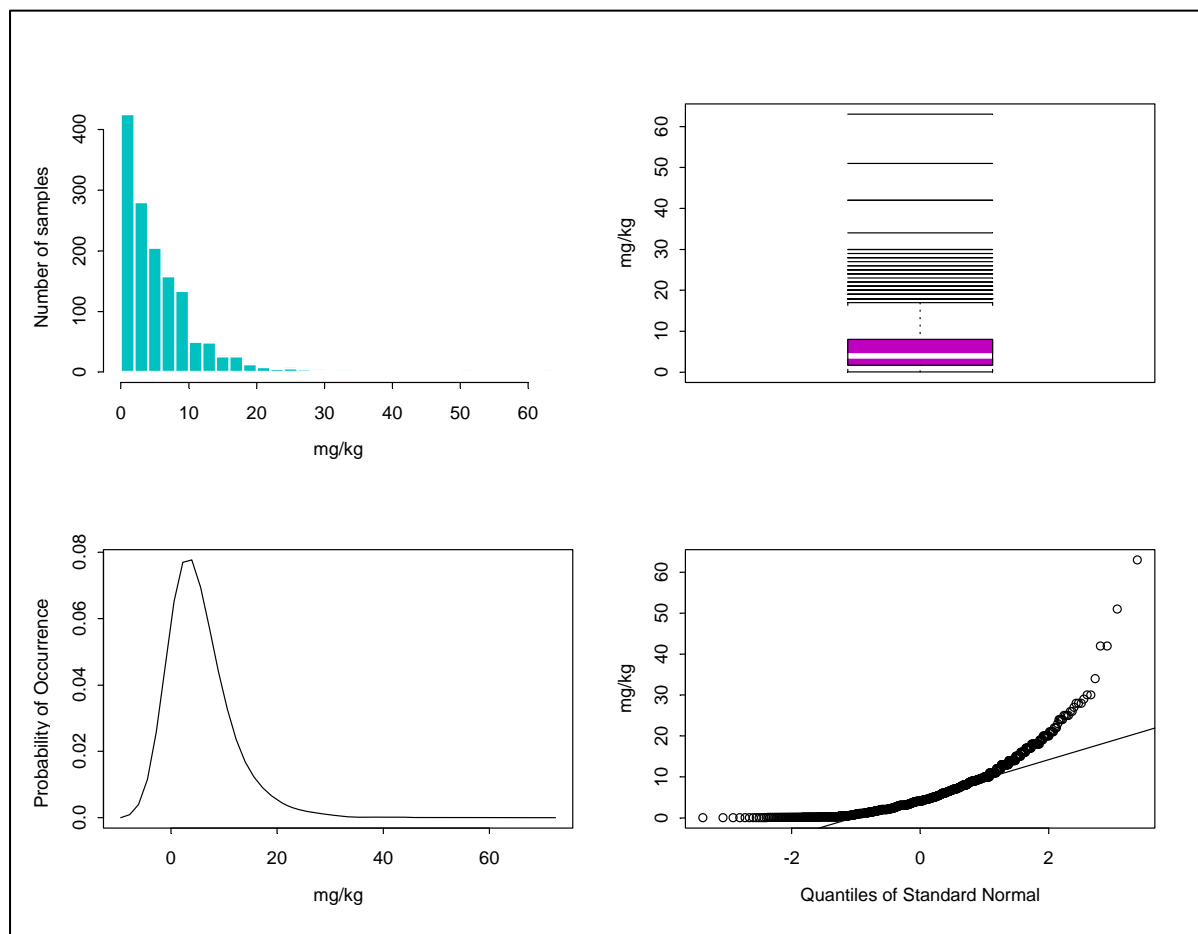 Number of samples
400
300
200
100
0
0 10 20 30 40 50 60
mg/kg
mg/kg
60
50
40
30
20
10
0
Probability of Occurrence
0.08
0.06
0.04
0.02
0.0
0 20 40 60
mg/kg
mg/kg
60
50
40
30
20
10
0
-2 0 2
Quantiles of Standard Normal